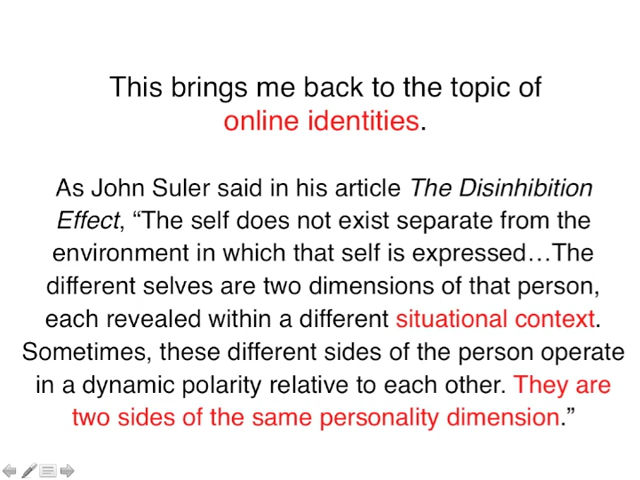 This brings me back to the topic of
online identities.
As John Suler said in his article The Disinhibition
Effect, “The self does not exist separate from the
environment in which that self is expressed…The
different selves are two dimensions of that person,
each revealed within a different situational context.
Sometimes, these different sides of the person operate
in a dynamic polarity relative to each other. They are
two sides of the same personality dimension.”